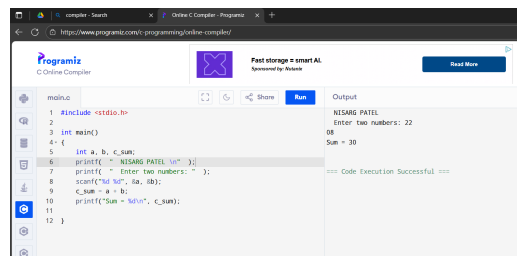 compiler - Search
Online C Compiler - Programiz
https://www.programiz.com/c-programming/online-compiler/
Programiz
C Online Compiler
Fast storage = smart AI.
Sponsored by: Nutanix
Read More
main.c
Share
Run
Output
1 #include <stdio.h>
2
3 int main()
4 {
5 int a, b, c_sum;
6 printf( "  NISARG PATEL \n"  );
7 printf( "  Enter two numbers: "  );
8 scanf("%d %d", &a, &b);
9 c_sum = a + b;
10 printf("Sum = %d\n", c_sum);
11
12 }
NISARG PATEL
Enter two numbers: 22
08
Sum = 30
=== Code Execution Successful ===